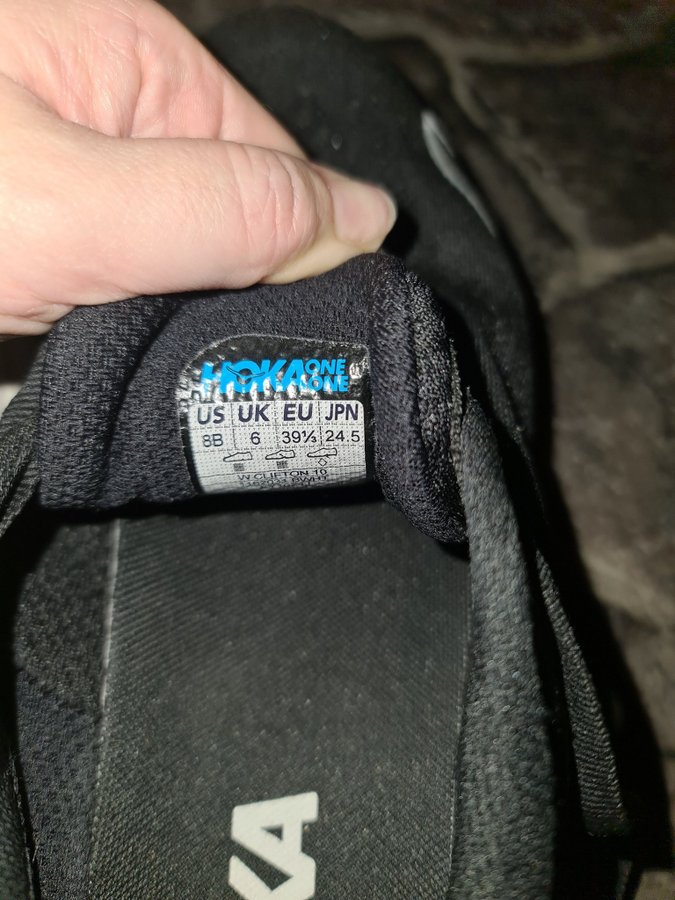 HOKA ONE
ONE
US UK EU JPN
8B 6 39⅓ 24.5
W CLIFTON 10
KA